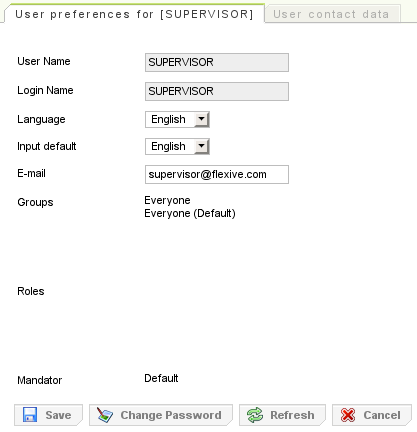 User preferences for [SUPERVISOR] User contact data
User Name SUPERVISOR
Login Name SUPERVISOR
Language English
Input default English
E-mail supervisor@flexive.com
Groups Everyone
Everyone (Default)
Roles
Mandator Default
Save Change Password Refresh Cancel